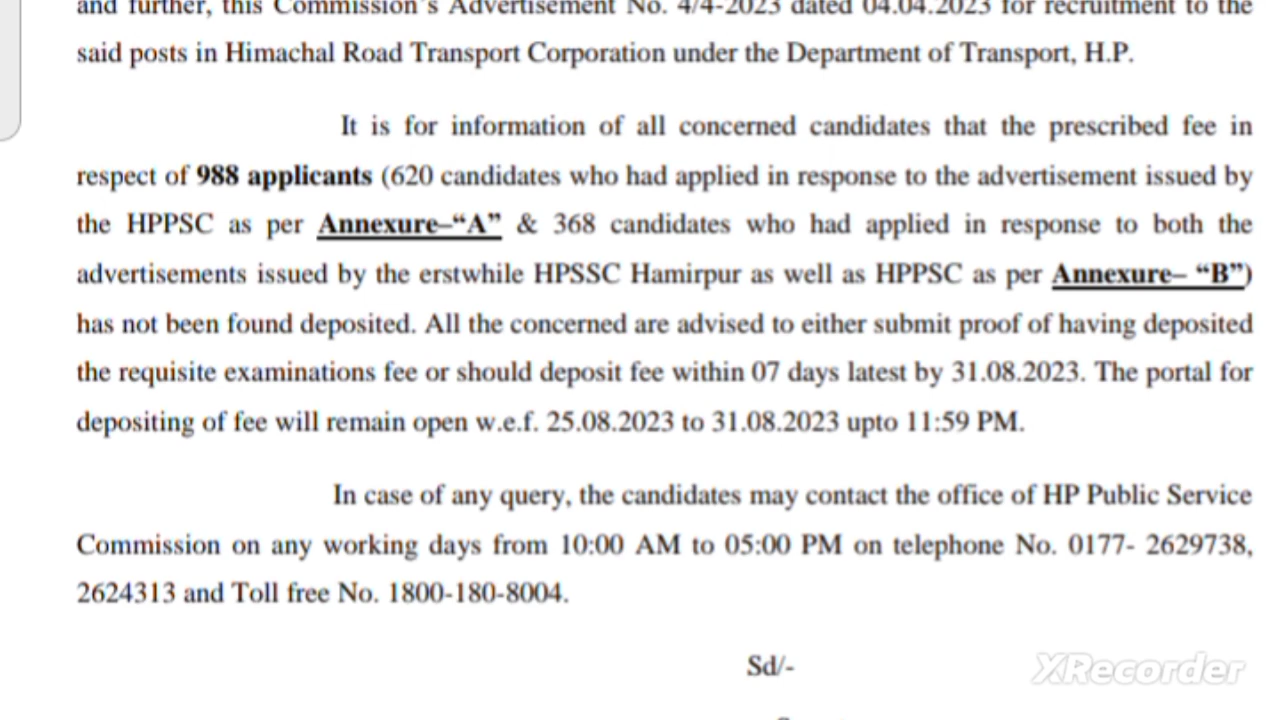 and further, this Commission's Advertisement No. 4/4-2023 dated 04.04.2023 for recruitment to the
said posts in Himachal Road Transport Corporation under the Department of Transport, H.P.
It is for information of all concerned candidates that the prescribed fee in
respect of 988 applicants (620 candidates who had applied in response to the advertisement issued by
the HPPSC as per Annexure–“A” & 368 candidates who had applied in response to both the
advertisements issued by the erstwhile HPSSC Hamirpur as well as HPPSC as per Annexure– “B”)
has not been found deposited. All the concerned are advised to either submit proof of having deposited
the requisite examinations fee or should deposit fee within 07 days latest by 31.08.2023. The portal for
depositing of fee will remain open w.e.f. 25.08.2023 to 31.08.2023 upto 11:59 PM.
In case of any query, the candidates may contact the office of HP Public Service
Commission on any working days from 10:00 AM to 05:00 PM on telephone No. 0177- 2629738,
2624313 and Toll free No. 1800-180-8004.
Sd/-
XRecorder